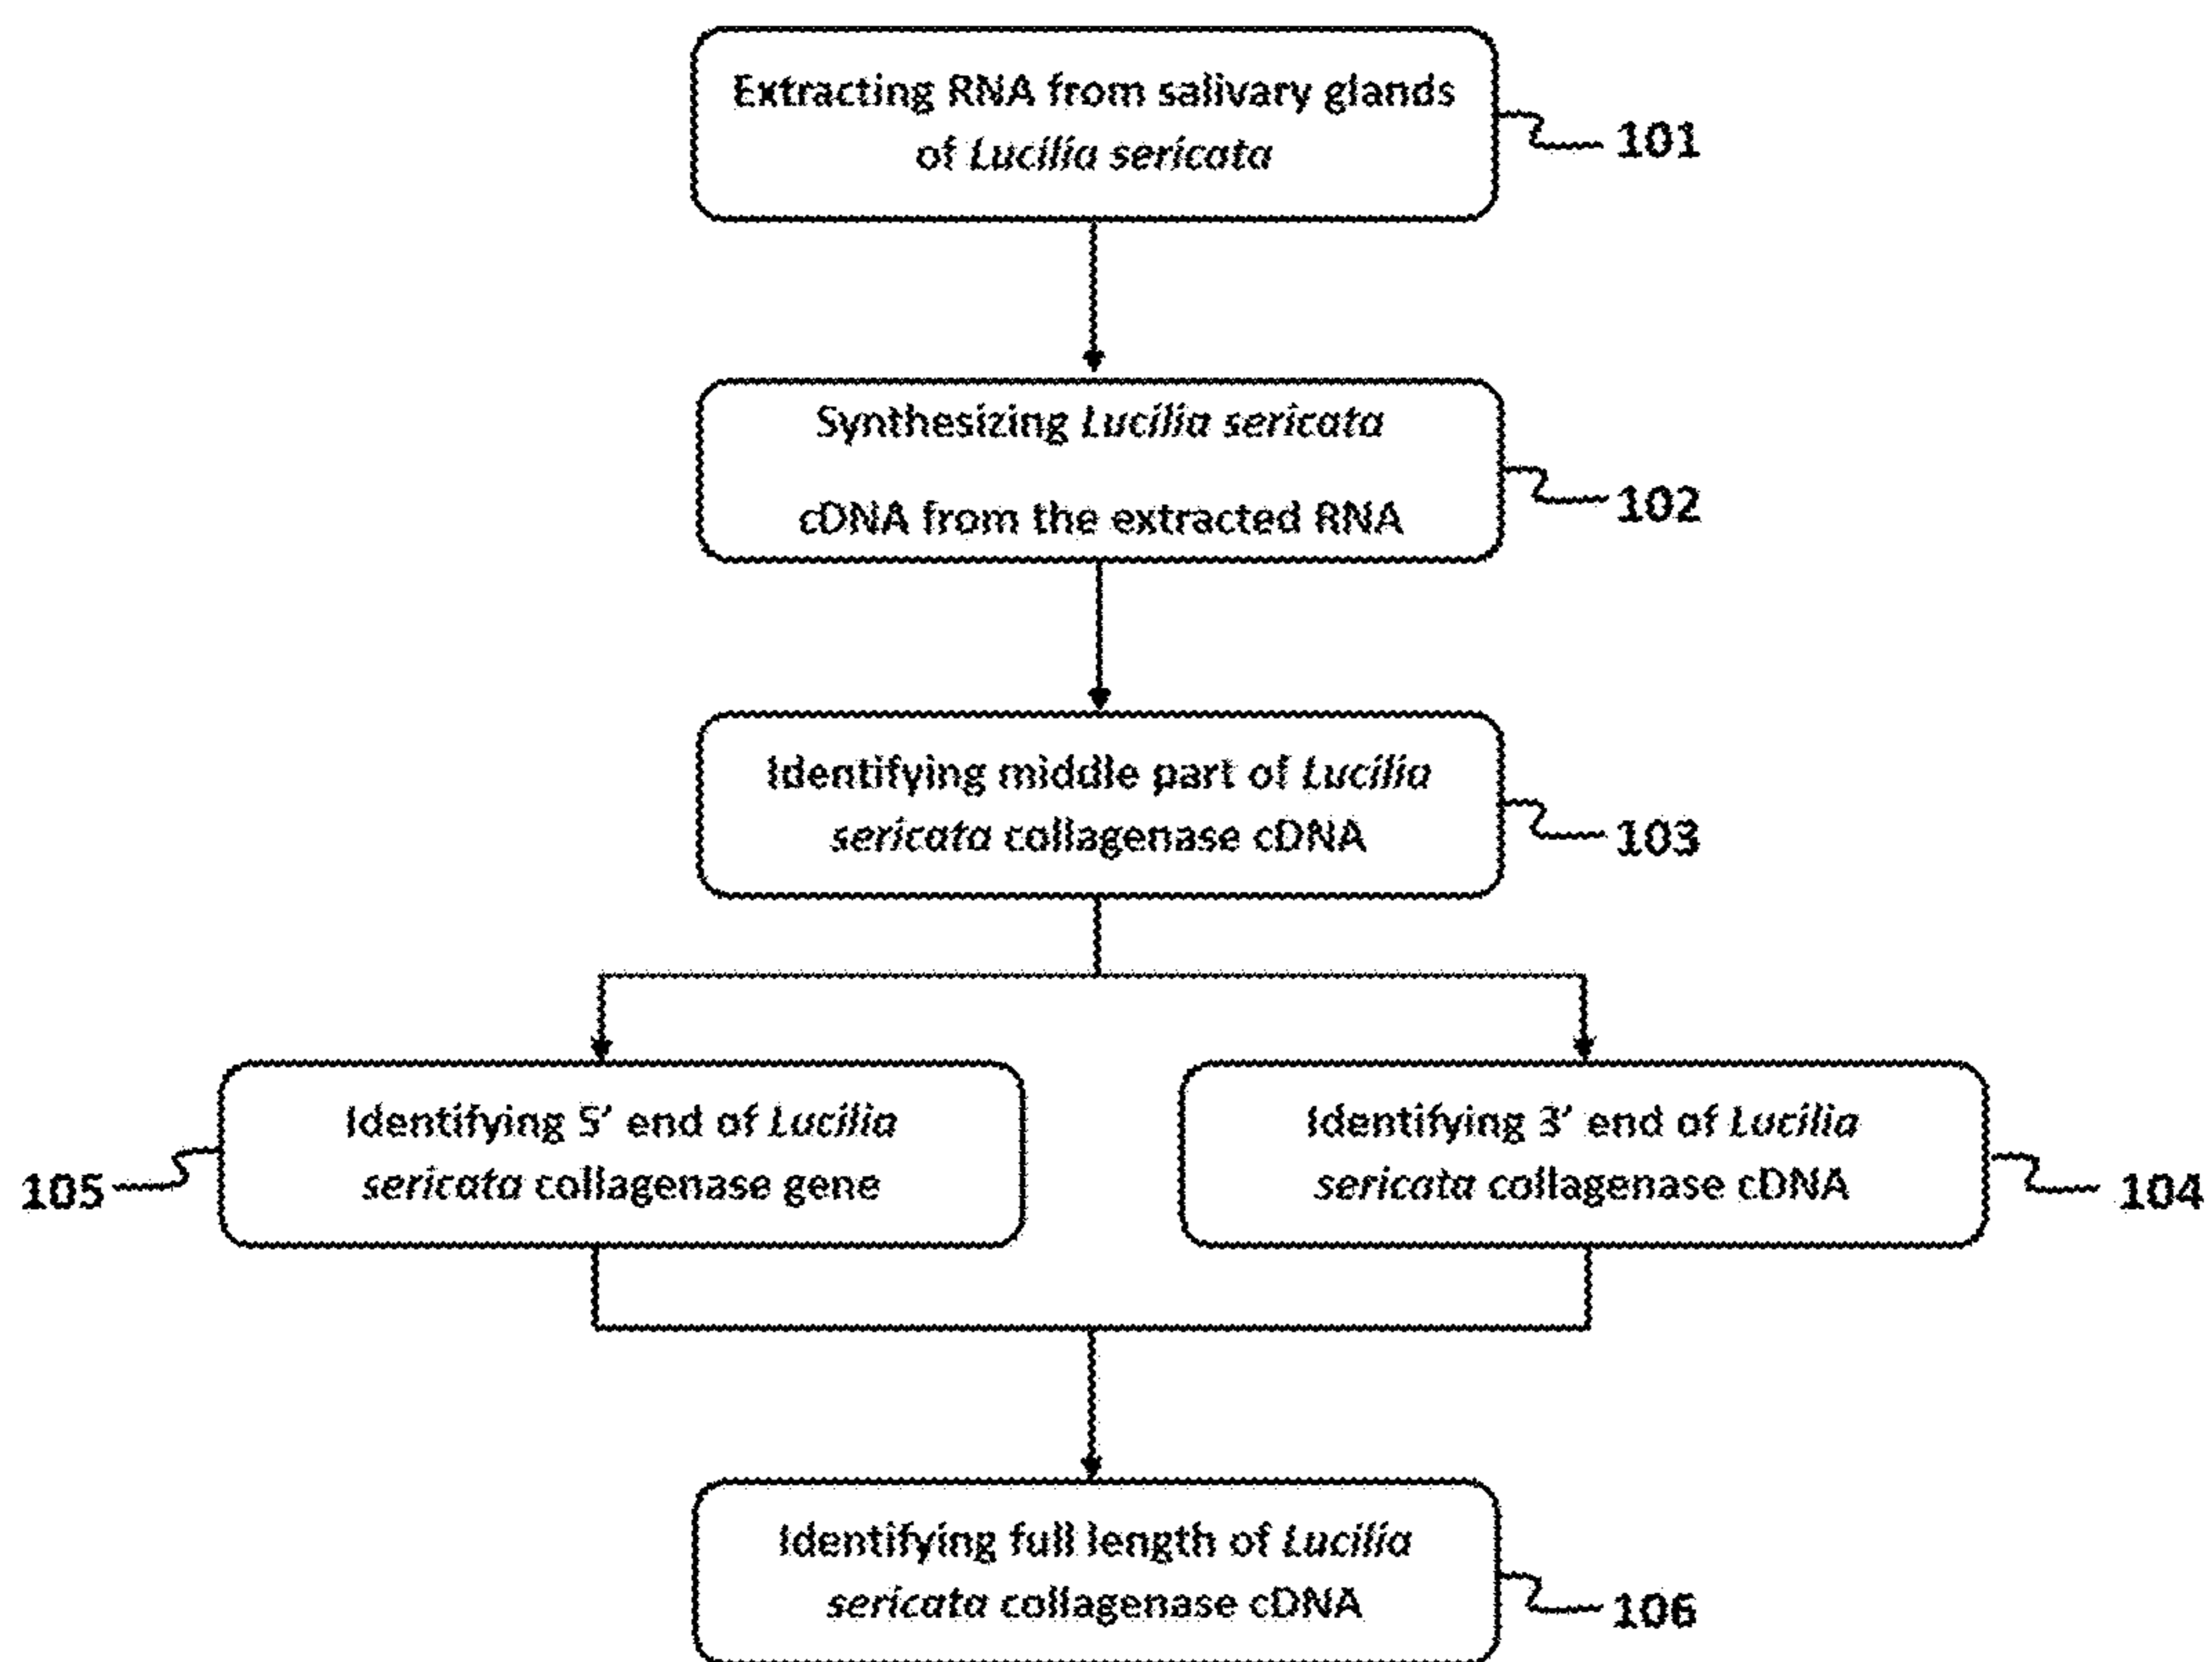 Extracting RNA from salivary glands
of Lucilia sericata
101
Synthesizing Lucilia sericata
cDNA from the extracted RNA
102
Identifying middle part of Lucilia
sericata collagenase cDNA
103
Identifying 5' end of Lucilia
sericata collagenase gene
105
Identifying 3' end of Lucilia
sericata collagenase cDNA
104
Identifying full length of Lucilia
sericata collagenase cDNA
106